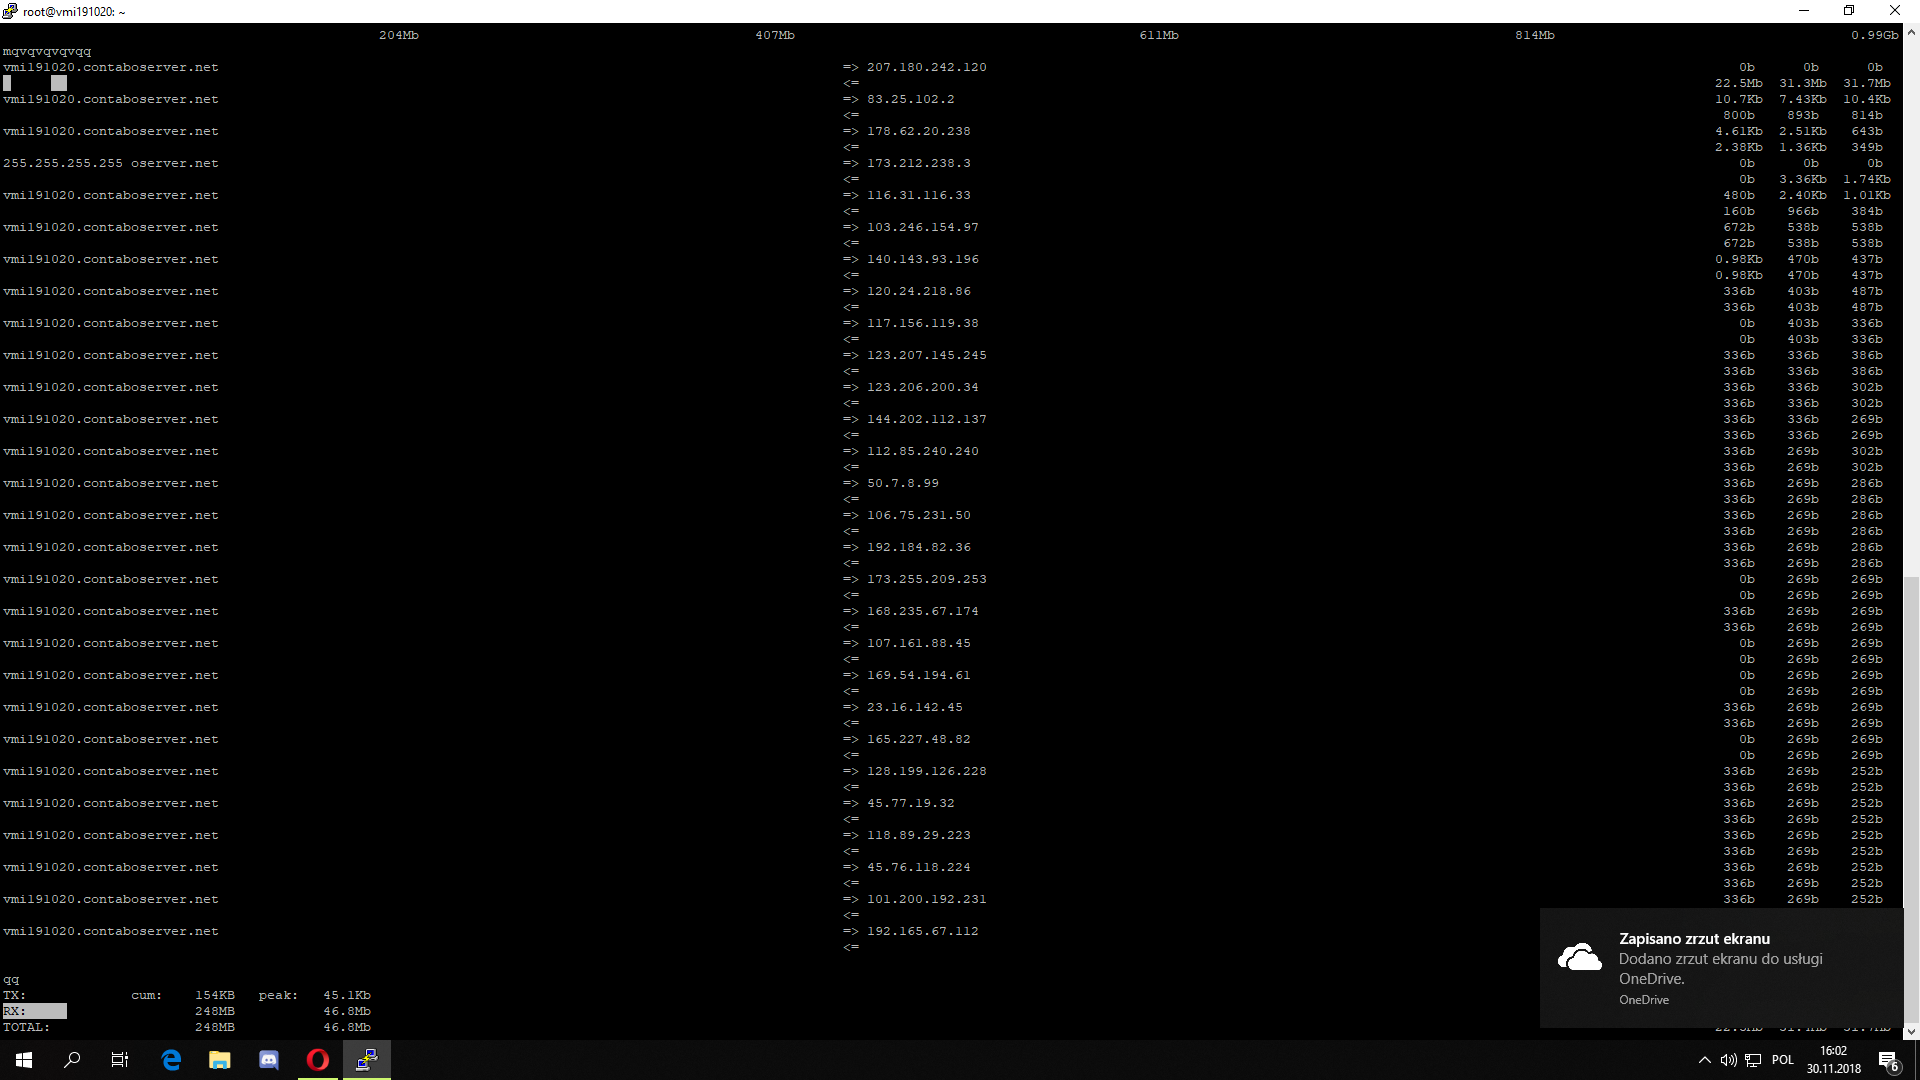 root@vmi191020: ~
204Mb 407Mb 611Mb 814Mb 0.99Gb
mqvqvqvqvqq
vmi191020.contaboserver.net => 207.180.242.120 0b 0b 0b
<= 22.5Mb 31.3Mb 31.7Mb
vmi191020.contaboserver.net => 83.25.102.2 10.7Kb 7.43Kb 10.4Kb
<= 800b 893b 814b
vmi191020.contaboserver.net => 178.62.20.238 4.61Kb 2.51Kb 643b
<= 2.38Kb 1.36Kb 349b
255.255.255.255 oserver.net => 173.212.238.3 0b 0b 0b
<= 0b 3.36Kb 1.74Kb
vmi191020.contaboserver.net => 116.31.116.33 480b 2.40Kb 1.01Kb
<= 160b 966b 384b
vmi191020.contaboserver.net => 103.246.154.97 672b 538b 538b
<= 672b 538b 538b
vmi191020.contaboserver.net => 140.143.93.196 0.98Kb 470b 437b
<= 0.98Kb 470b 437b
vmi191020.contaboserver.net => 120.24.218.86 336b 403b 487b
<= 336b 403b 487b
vmi191020.contaboserver.net => 117.156.119.38 0b 403b 336b
<= 0b 403b 336b
vmi191020.contaboserver.net => 123.207.145.245 336b 336b 386b
<= 336b 336b 386b
vmi191020.contaboserver.net => 123.206.200.34 336b 336b 302b
<= 336b 336b 302b
vmi191020.contaboserver.net => 144.202.112.137 336b 336b 269b
<= 336b 336b 269b
vmi191020.contaboserver.net => 112.85.240.240 336b 269b 302b
<= 336b 269b 302b
vmi191020.contaboserver.net => 50.7.8.99 336b 269b 286b
<= 336b 269b 286b
vmi191020.contaboserver.net => 106.75.231.50 336b 269b 286b
<= 336b 269b 286b
vmi191020.contaboserver.net => 192.184.82.36 336b 269b 286b
<= 336b 269b 286b
vmi191020.contaboserver.net => 173.255.209.253 0b 269b 269b
<= 0b 269b 269b
vmi191020.contaboserver.net => 168.235.67.174 336b 269b 269b
<= 336b 269b 269b
vmi191020.contaboserver.net => 107.161.88.45 0b 269b 269b
<= 0b 269b 269b
vmi191020.contaboserver.net => 169.54.194.61 0b 269b 269b
<= 0b 269b 269b
vmi191020.contaboserver.net => 23.16.142.45 336b 269b 269b
<= 336b 269b 269b
vmi191020.contaboserver.net => 165.227.48.82 0b 269b 269b
<= 0b 269b 269b
vmi191020.contaboserver.net => 128.199.126.228 336b 269b 252b
<= 336b 269b 252b
vmi191020.contaboserver.net => 45.77.19.32 336b 269b 252b
<= 336b 269b 252b
vmi191020.contaboserver.net => 118.89.29.223 336b 269b 252b
<= 336b 269b 252b
vmi191020.contaboserver.net => 45.76.118.224 336b 269b 252b
<= 336b 269b 252b
vmi191020.contaboserver.net => 101.200.192.231 336b 269b 252b
<=
vmi191020.contaboserver.net => 192.165.67.112
<=
qq
TX: cum: 154KB peak: 45.1Kb
RX: 248MB 46.8Mb
TOTAL: 248MB 46.8Mb
Zapisano zrzut ekranu
Dodano zrzut ekranu do usługi
OneDrive.
OneDrive
POL
16:02
30.11.2018
6